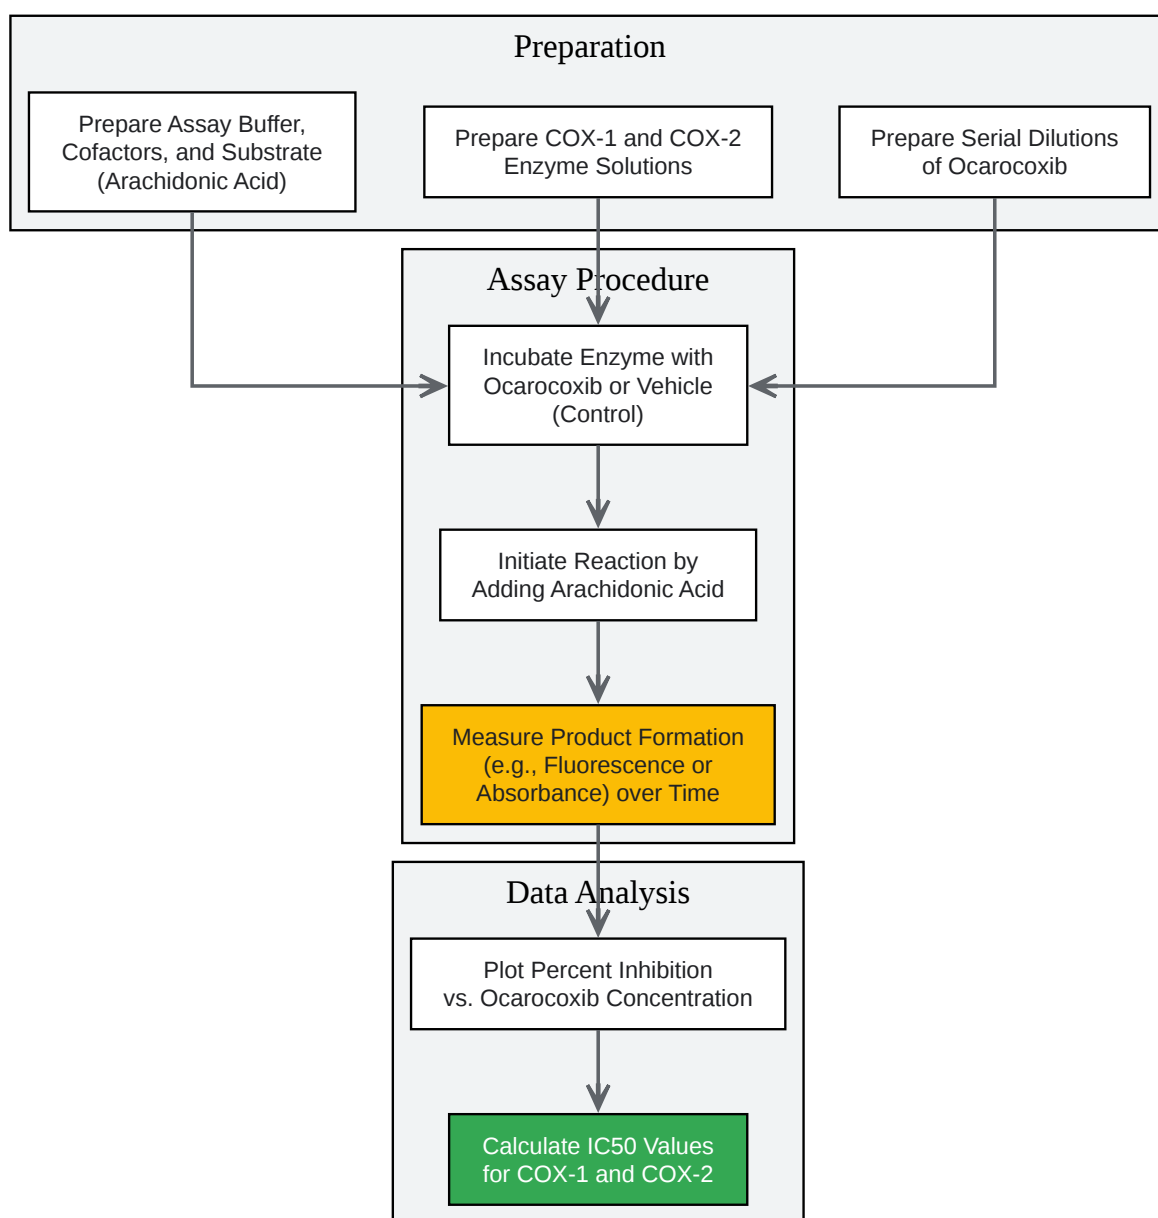 Preparation
Prepare Assay Buffer,
Cofactors, and Substrate
(Arachidonic Acid)
Prepare COX-1 and COX-2
Enzyme Solutions
Prepare Serial Dilutions
of Ocarocoxib
Assay Procedure
Incubate Enzyme with
Ocarocoxib or Vehicle
(Control)
Initiate Reaction by
Adding Arachidonic Acid
Measure Product Formation
(e.g., Fluorescence or
Absorbance) over Time
Data Analysis
Plot Percent Inhibition
vs. Ocarocoxib Concentration
Calculate IC50 Values
for COX-1 and COX-2